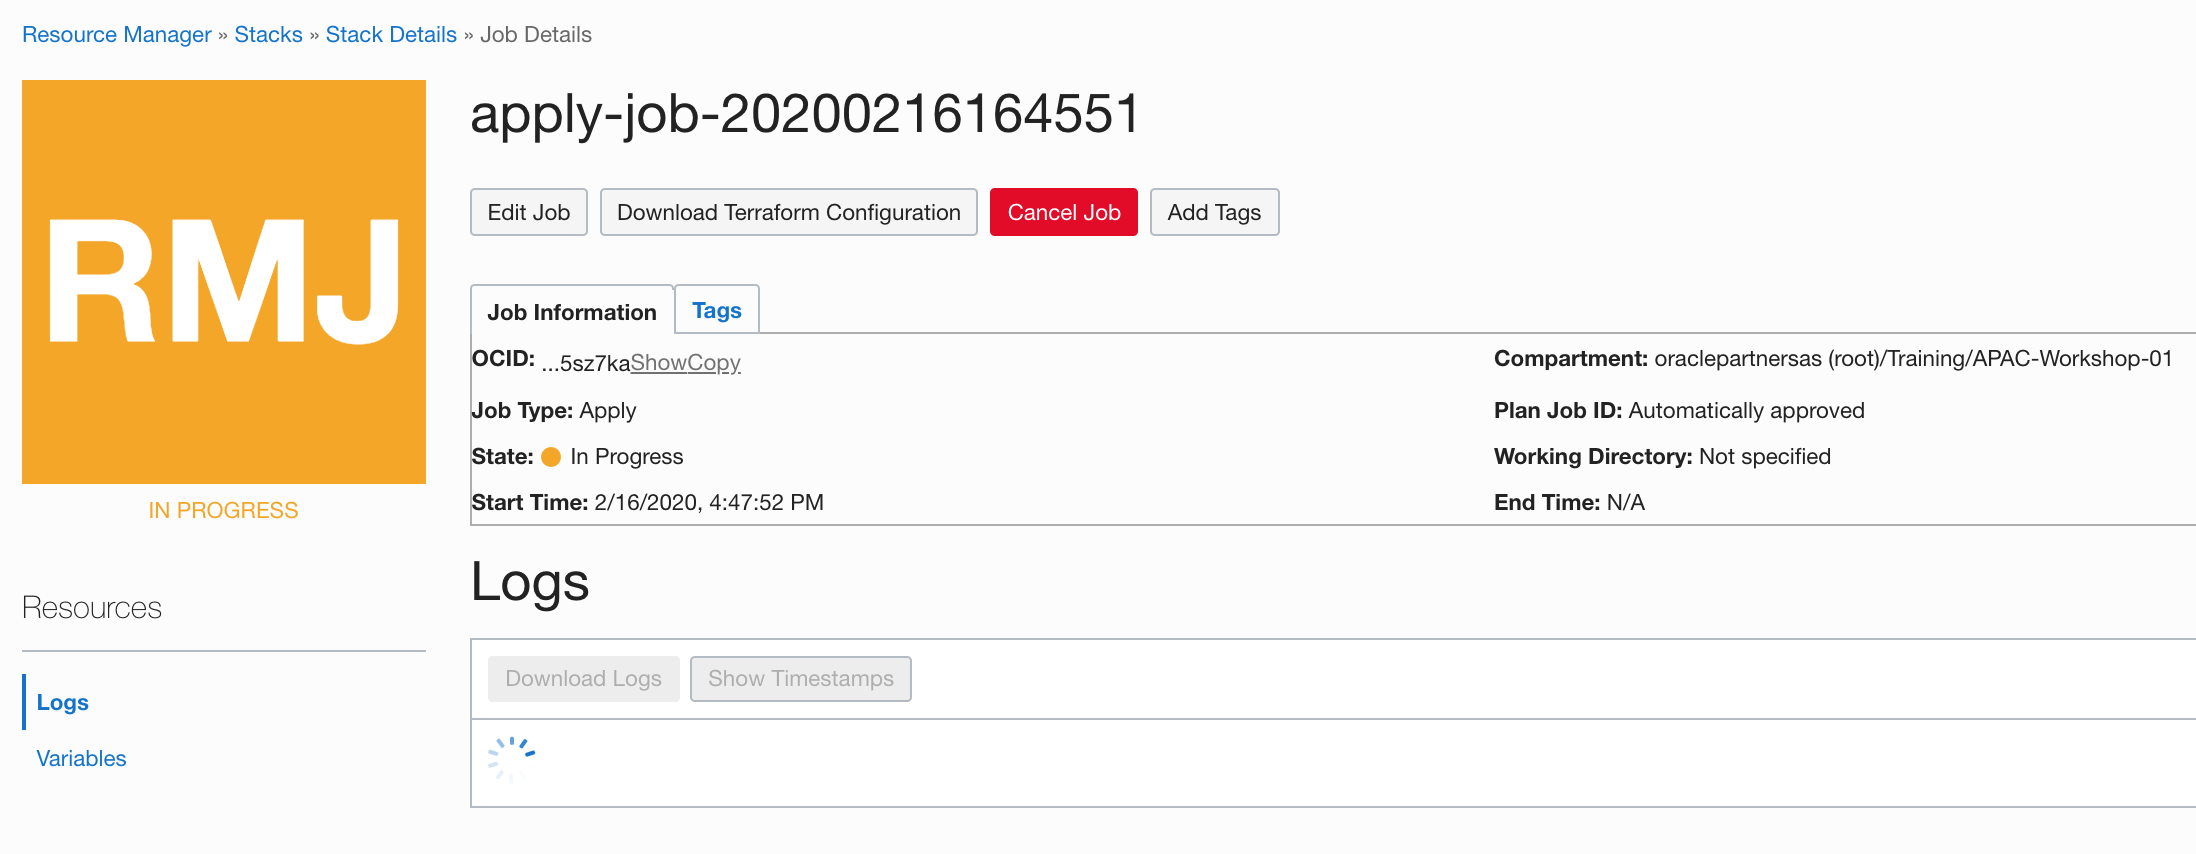 Resource Manager » Stacks » Stack Details » Job Details
RMJ
IN PROGRESS
Resources
Logs
Variables
apply-job-20200216164551
Edit Job Download Terraform Configuration Cancel Job Add Tags
Job Information Tags
OCID: ...5sz7kaShowCopy Compartment: oraclepartnersas (root)/Training/APAC-Workshop-01
Job Type: Apply Plan Job ID: Automatically approved
State: In Progress Working Directory: Not specified
Start Time: 2/16/2020, 4:47:52 PM End Time: N/A
Logs
Download Logs Show Timestamps